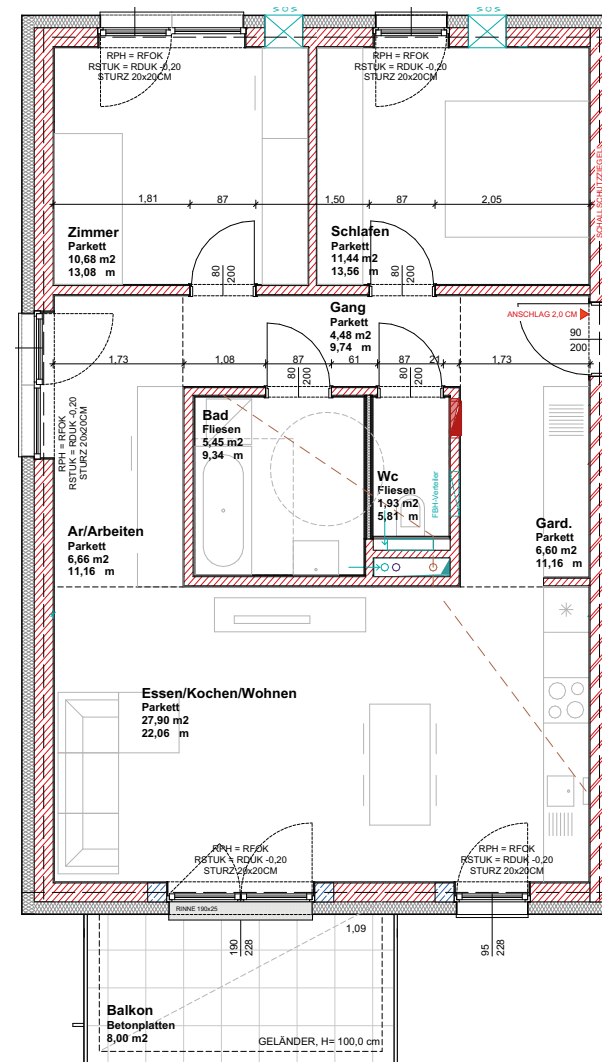 RPH = RFOK
RSTUK = RDUK -0,20
STURZ 20x20CM
RPH = RFOK
RSTUK = RDUK -0,20
STURZ 20x20CM
SCHALLSCHUTZZIEGEL S
1,81
87
1,50
87
2,05
Zimmer
Parkett
10,68 m2
13,08 m
Schlafen
Parkett
11,44 m2
13,56 m
80
200
80
200
Gang
Parkett
4,48 m2
9,74 m
ANSCHLAG 2,0 CM
90
200
1,73
1,08
87
61
87
21
1,73
80
200
80
200
RPH = RFOK
RSTUK = RDUK -0,20
STURZ 20x20CM
Bad
Fliesen
5,45 m2
9,34 m
Wc
Fliesen
1,93 m2
5,81 m
FBH-Verteiler
Ar/Arbeiten
Parkett
6,66 m2
11,16 m
Gard.
Parkett
6,60 m2
11,16 m
Essen/Kochen/Wohnen
Parkett
27,90 m2
22,06 m
RPH = RFOK
RSTUK = RDUK -0,20
STURZ 20x20CM
RPH = RFOK
RSTUK = RDUK -0,20
STURZ 20x20CM
RINNE 190x25
190
228
1,09
95
228
Balkon
Betonplatten
8,00 m2
GELÄNDER, H= 100,0 cm